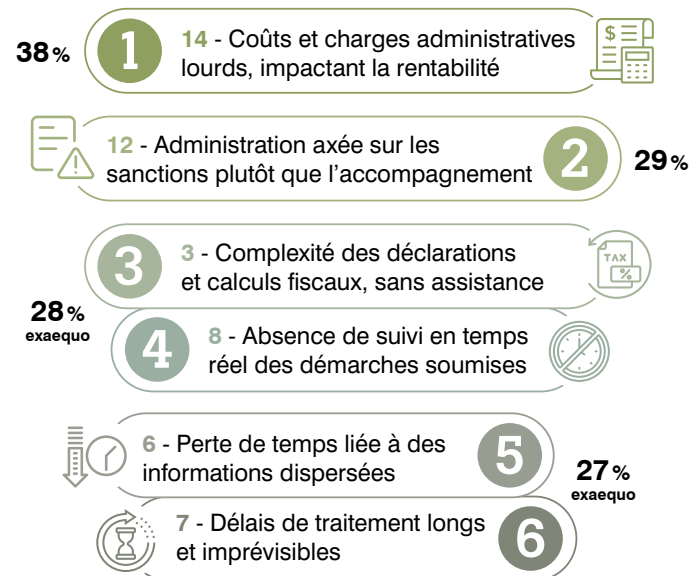 38%
1
14 - Coûts et charges administratives
lourds, impactant la rentabilité
$
12 - Administration axée sur les
sanctions plutôt que l’accompagnement
2
29%
3
3 - Complexité des déclarations
et calculs fiscaux, sans assistance
TAX
%
28%
exaequo
4
8 - Absence de suivi en temps
réel des démarches soumises
6 - Perte de temps liée à des
informations dispersées
5
27%
exaequo
7 - Délais de traitement longs
et imprévisibles
6